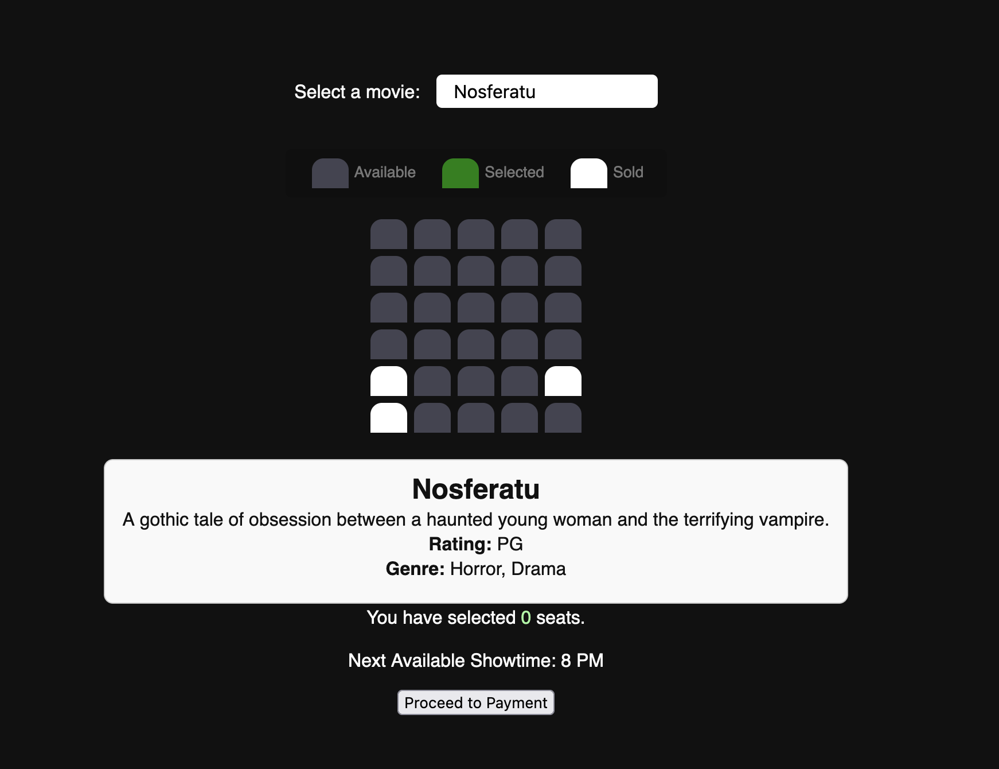 Select a movie: Nosferatu
Available Selected Sold
Nosferatu
A gothic tale of obsession between a haunted young woman and the terrifying vampire.
Rating: PG
Genre: Horror, Drama
You have selected 0 seats.
Next Available Showtime: 8 PM
Proceed to Payment